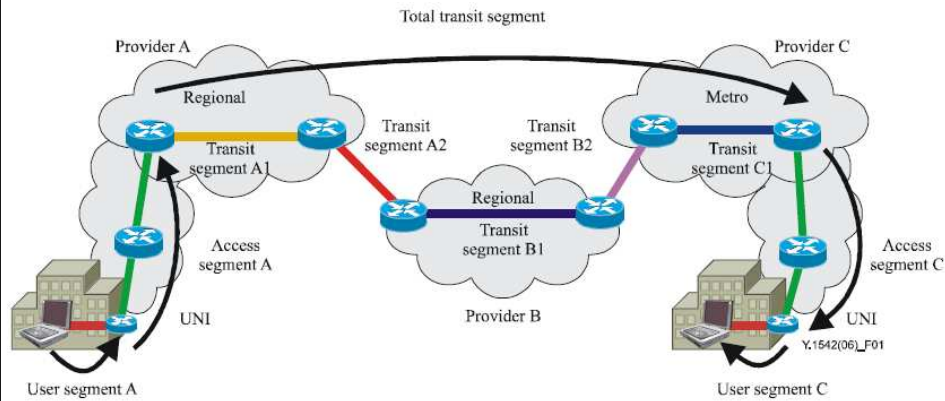 Total transit segment
Provider A
Provider C
Regional
Metro
Transit
segment A2
Transit
segment B2
Transit
segment A1
Transit
segment C1
Regional
Transit
segment B1
Access
segment A
Access
segment C
UNI
Provider B
UNI
Y.1542(06)_F01
User segment A
User segment C